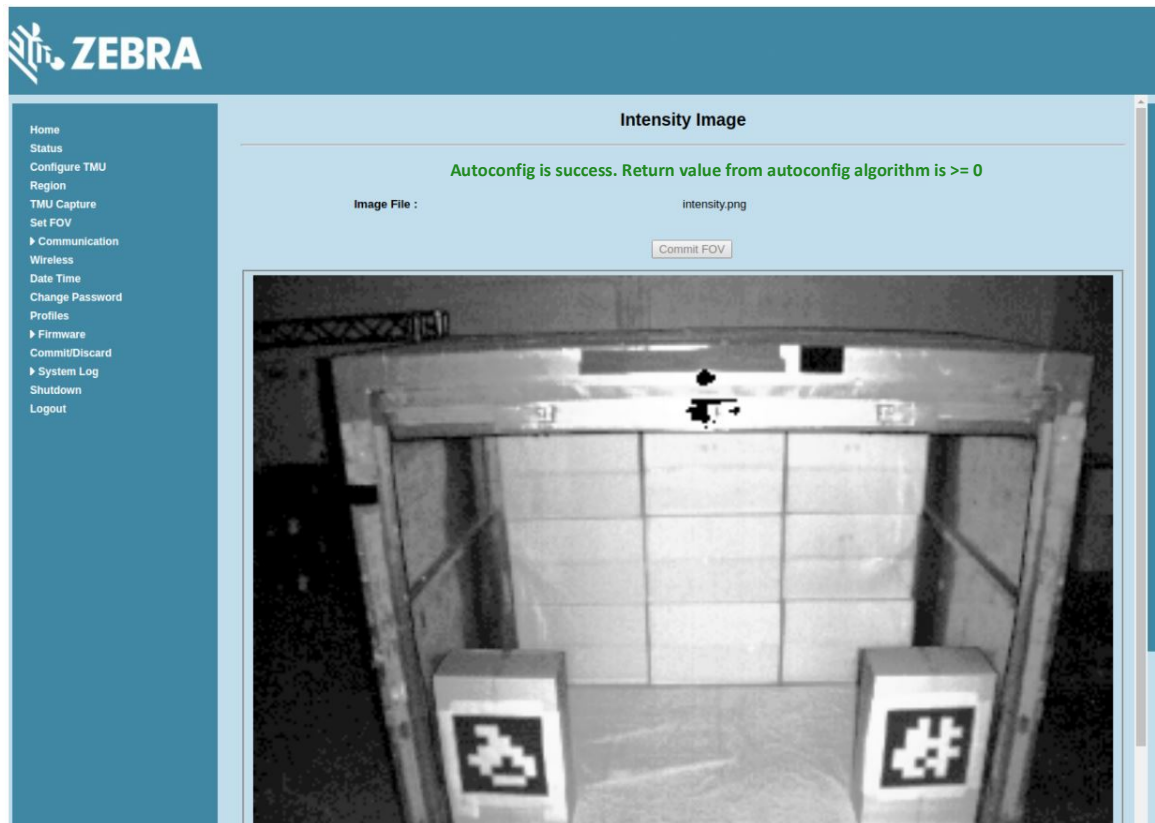 ZEBRA
Intensity Image
Home
Status
Configure TMU
Region
TMU Capture
Set FOV
Communication
Wireless
Date Time
Change Password
Profiles
Firmware
Commit/Discard
System Log
Shutdown
Logout
Autoconfig is success. Return value from autoconfig algorithm is >= 0
Image File : intensity.png
Commit FOV